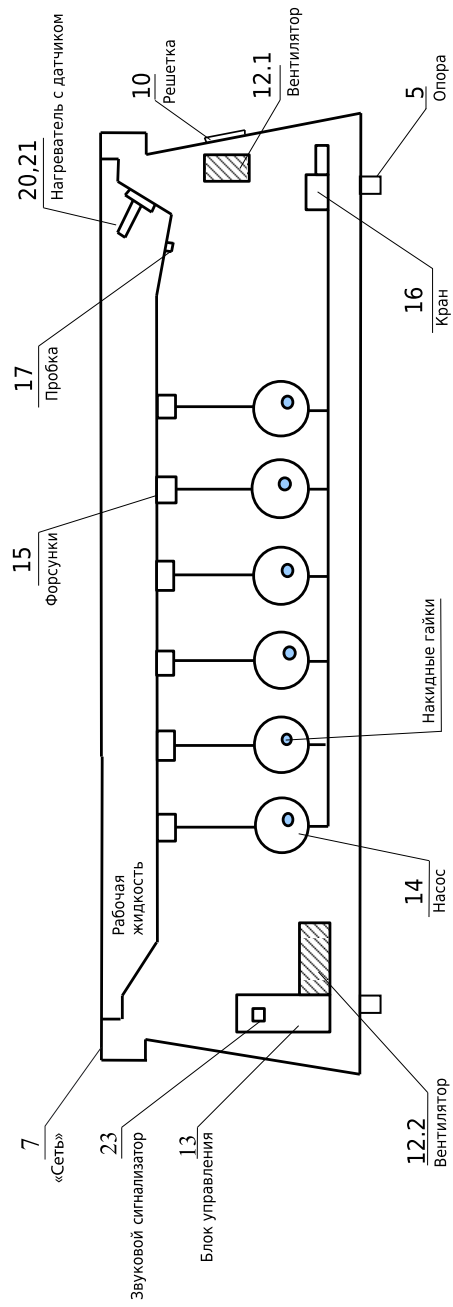 7
«Сеть»
23
Звуковой сигнализатор
13
Блок управления
12.2
Вентилятор
Рабочая
жидкость
14
Насос
Накидные гайки
15
Форсунки
17
Пробка
16
Кран
20,21
Нагреватель с датчиком
10
Решетка
12.1
Вентилятор
5
Опора